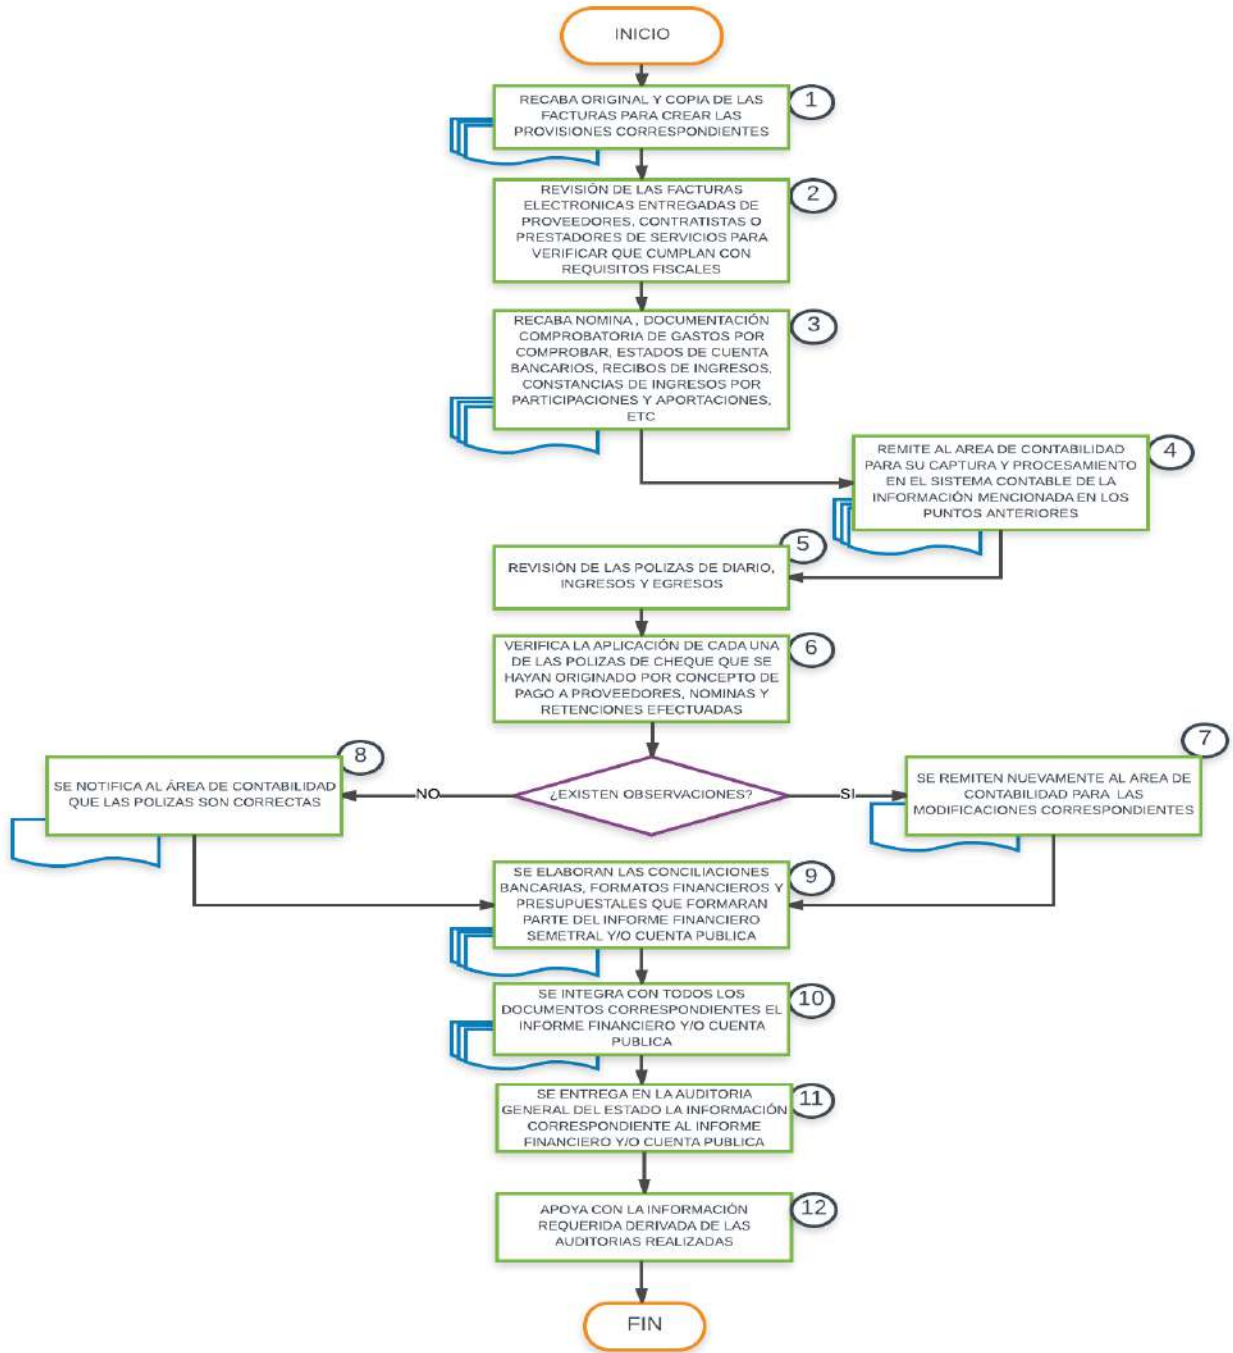 INICIO
1
RECABA ORIGINAL Y COPIA DE LAS
FACTURAS PARA CREAR LAS
PROVISIONES CORRESPONDIENTES
2
REVISIÓN DE LAS FACTURAS
ELECTRONICAS ENTREGADAS DE
PROVEEDORES, CONTRATISTAS O
PRESTADORES DE SERVICIOS PARA
VERIFICAR QUE CUMPLAN CON
REQUISITOS FISCALES
3
RECABA NOMINA , DOCUMENTACIÓN
COMPROBATORIA DE GASTOS POR
COMPROBAR, ESTADOS DE CUENTA
BANCARIOS, RECIBOS DE INGRESOS,
CONSTANCIAS DE INGRESOS POR
PARTICIPACIONES Y APORTACIONES,
ETC
4
REMITE AL AREA DE CONTABILIDAD
PARA SU CAPTURA Y PROCESAMIENTO
EN EL SISTEMA CONTABLE DE LA
INFORMACIÓN MENCIONADA EN LOS
PUNTOS ANTERIORES
5
REVISIÓN DE LAS POLIZAS DE DIARIO,
INGRESOS Y EGRESOS
6
VERIFICA LA APLICACIÓN DE CADA UNA
DE LAS POLIZAS DE CHEQUE QUE SE
HAYAN ORIGINADO POR CONCEPTO DE
PAGO A PROVEEDORES, NOMINAS Y
RETENCIONES EFECTUADAS
¿EXISTEN OBSERVACIONES?
NO
SI
8
SE NOTIFICA AL ÁREA DE CONTABILIDAD
QUE LAS POLIZAS SON CORRECTAS
7
SE REMITEN NUEVAMENTE AL AREA DE
CONTABILIDAD PARA LAS
MODIFICACIONES CORRESPONDIENTES
9
SE ELABORAN LAS CONCILIACIONES
BANCARIAS, FORMATOS FINANCIEROS Y
PRESUPUESTALES QUE FORMARAN
PARTE DEL INFORME FINANCIERO
SEMETRAL Y/O CUENTA PUBLICA
10
SE INTEGRA CON TODOS LOS
DOCUMENTOS CORRESPONDIENTES EL
INFORME FINANCIERO Y/O CUENTA
PUBLICA
11
SE ENTREGA EN LA AUDITORIA
GENERAL DEL ESTADO LA INFORMACIÓN
CORRESPONDIENTE AL INFORME
FINANCIERO Y/O CUENTA PUBLICA
12
APOYA CON LA INFORMACIÓN
REQUERIDA DERIVADA DE LAS
AUDITORIAS REALIZADAS
FIN